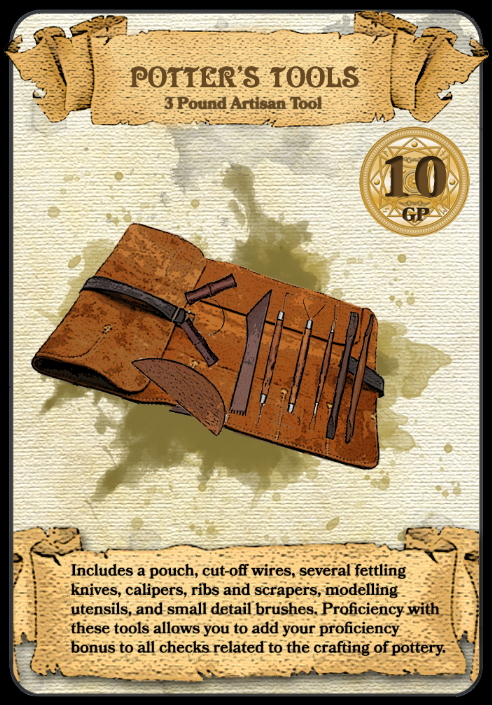 POTTER'S TOOLS
3 Pound Artisan Tool
10
GP
Includes a pouch, cut-off wires, several fettling
knives, calipers, ribs and scrapers, modelling
utensils, and small detail brushes. Proficiency with
these tools allows you to add your proficiency
bonus to all checks related to the crafting of pottery.